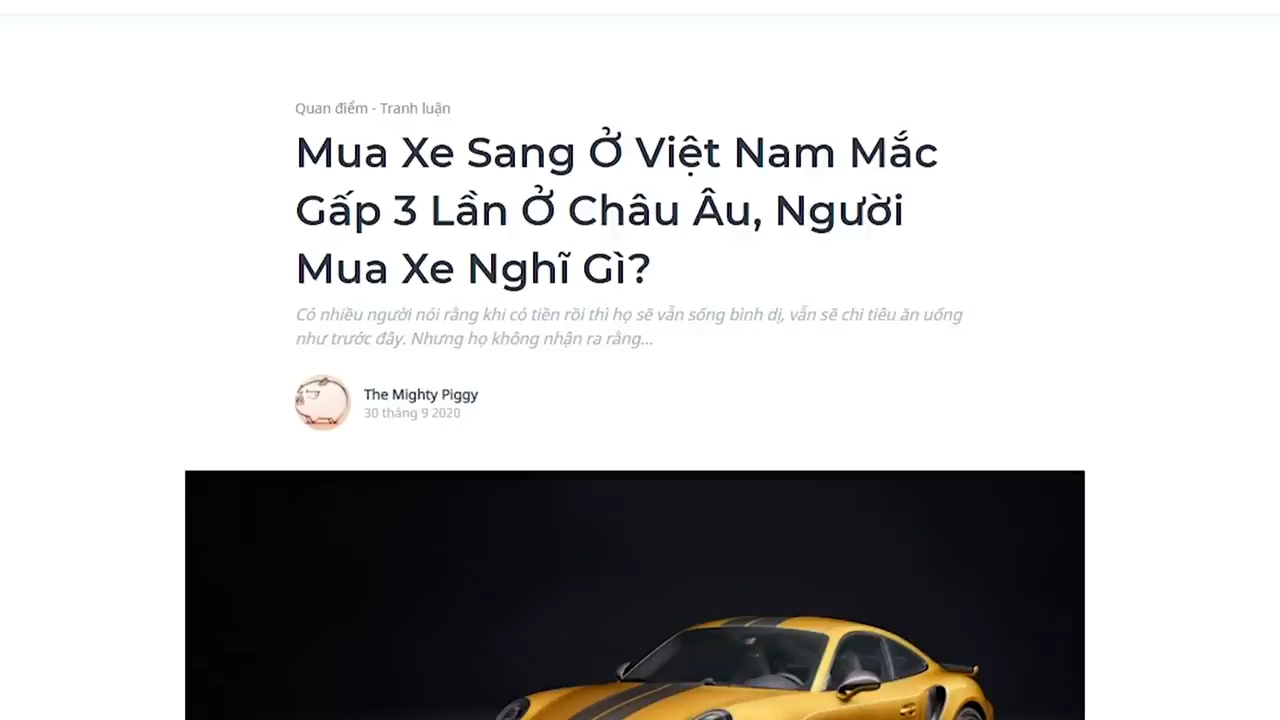 Quan điểm - Tranh luận
Mua Xe Sang Ở Việt Nam Mắc
Gấp 3 Lần Ở Châu Âu, Người
Mua Xe Nghĩ Gì?
Có nhiều người nói rằng khi có tiền rồi thì họ sẽ vẫn sống bình dị, vẫn sẽ chi tiêu ăn uống
như trước đây. Nhưng họ không nhận ra rằng...
The Mighty Piggy
30 tháng 9 2020